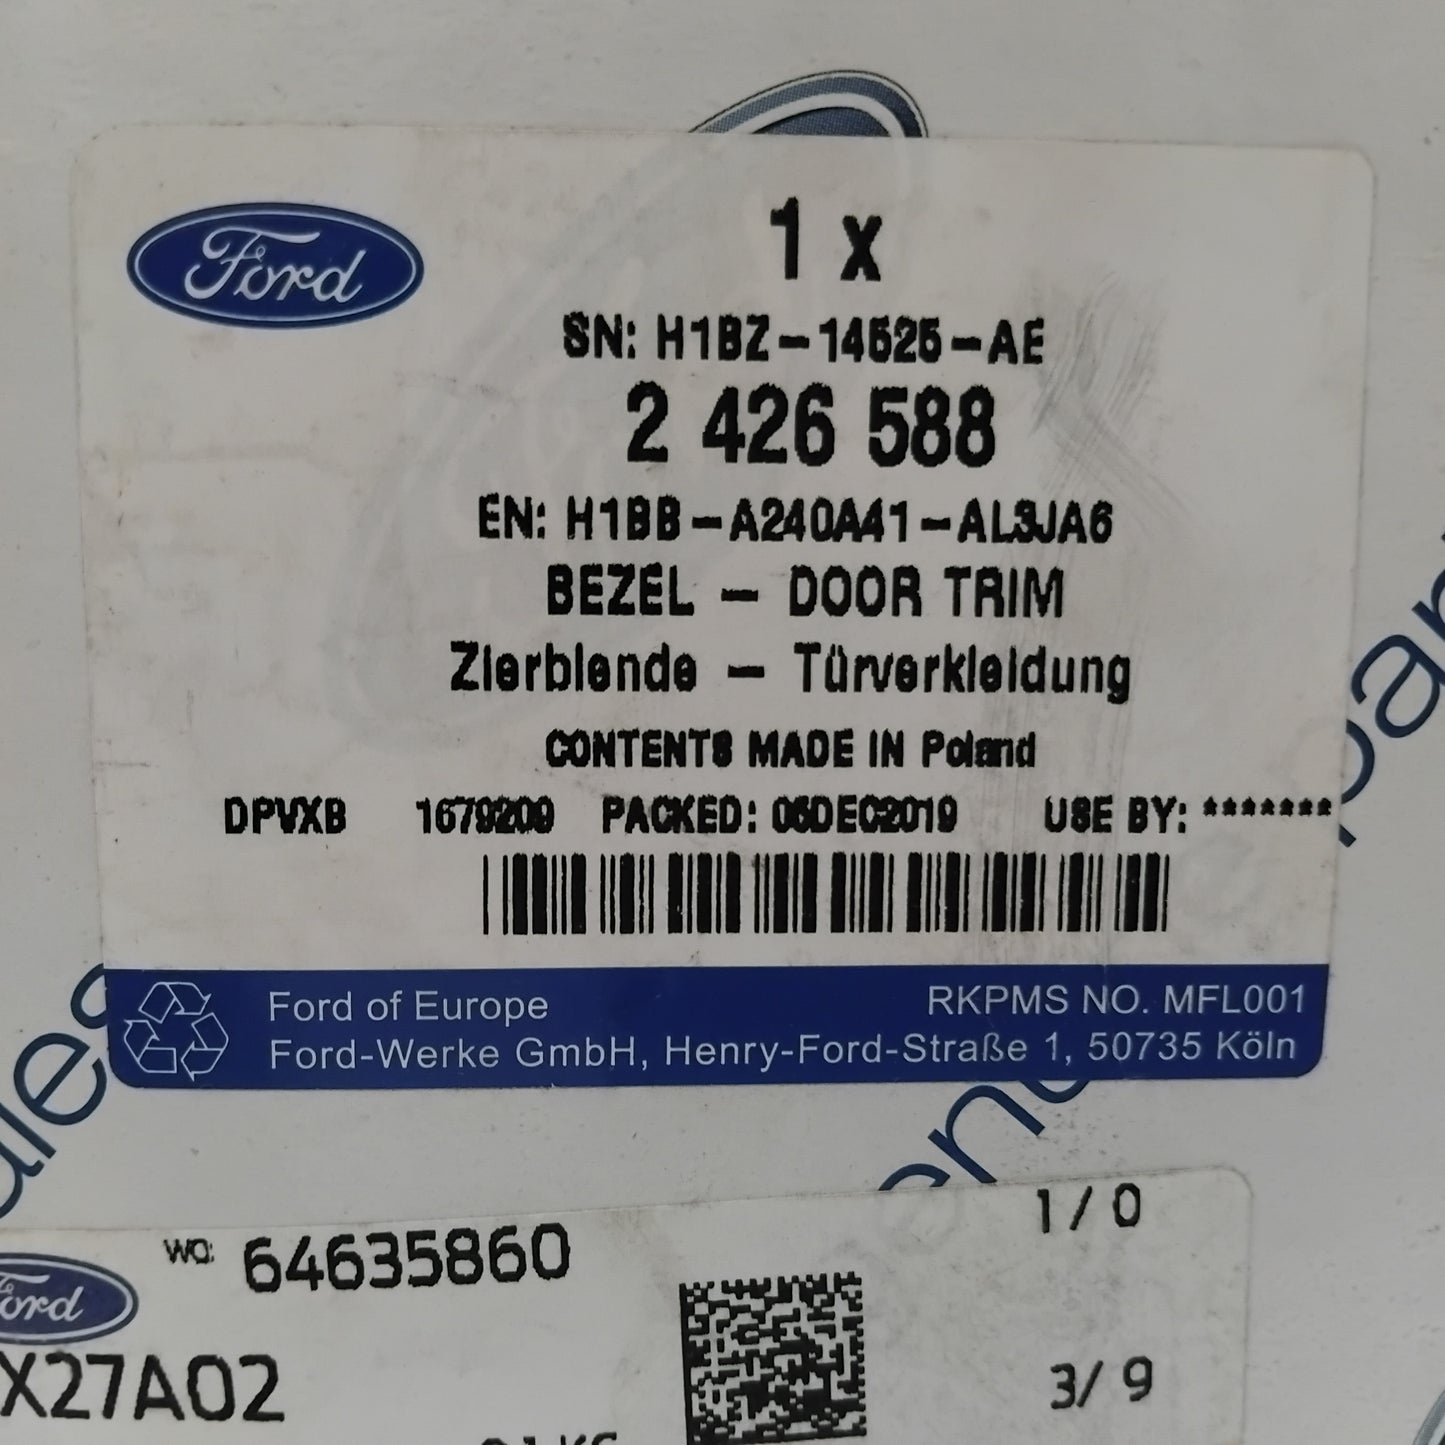 Ford
1 x
SN: H1BZ-14525-AE
2 426 588
EN: H1BB-A240A41-AL3JA6
BEZEL - DOOR TRIM
Zierblende - Türverkleidung
CONTENTS MADE IN Poland
DPVXB 1679209 PACKED: 06DEC2019 USE BY: *******
Ford of Europe RKPMS NO. MFL001
Ford-Werke GmbH, Henry-Ford-Straße 1, 50735 Köln
WO: 64635860
1/0
Ford
X27A02
3/9